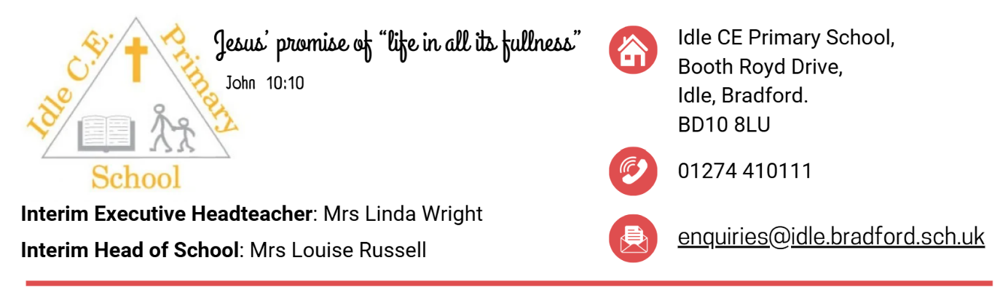 Idle C.E. Primary
School
Jesus' promise of "life in all its fullness"
John 10:10
Interim Executive Headteacher: Mrs Linda Wright
Interim Head of School: Mrs Louise Russell
Idle CE Primary School,
Booth Royd Drive,
Idle, Bradford.
BD10 8LU
01274 410111
enquiries@idle.bradford.sch.uk